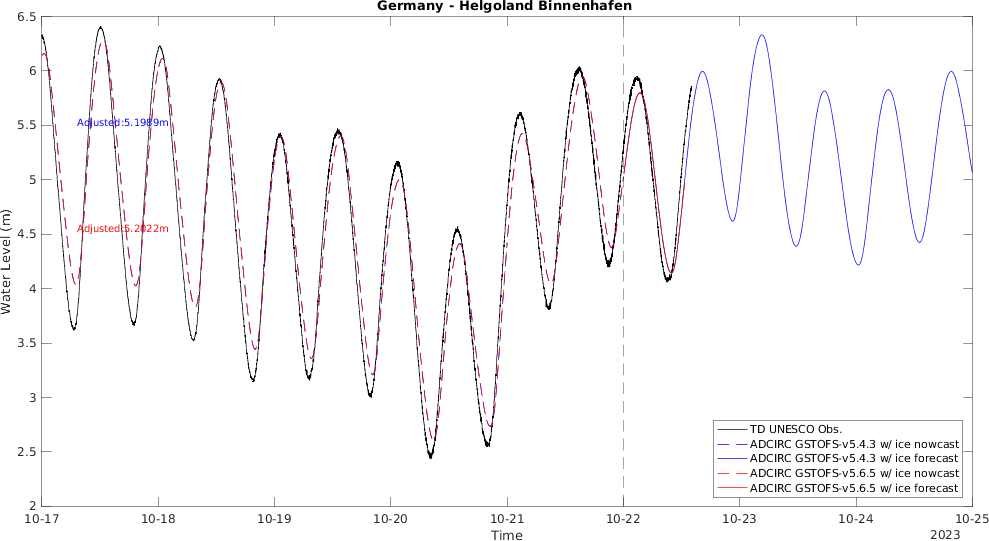 Germany - Helgoland Binnenhafen
6.5
6
5.5
5
4.5
4
3.5
3
2.5
2
Water Level (m)
Adjusted:5.1989m
Adjusted:5.2022m
TD UNESCO Obs.
ADCIRC GSTOFS-v5.4.3 w/ ice nowcast
ADCIRC GSTOFS-v5.4.3 w/ ice forecast
ADCIRC GSTOFS-v5.6.5 w/ ice nowcast
ADCIRC GSTOFS-v5.6.5 w/ ice forecast
10-17 10-18 10-19 10-20 10-21 10-22 10-23 10-24 10-25
Time
2023